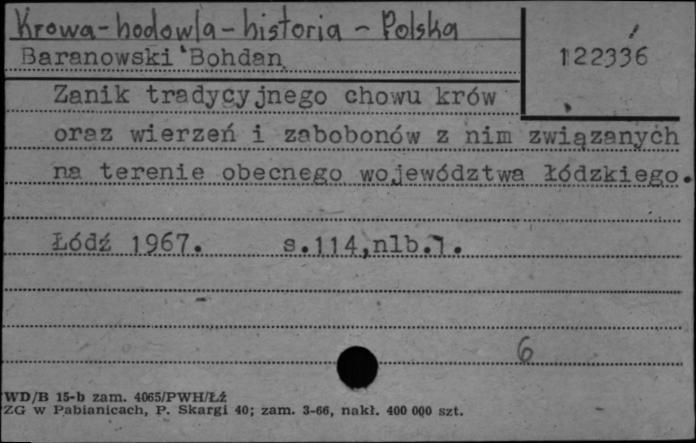 Krowa - hodowla - historia - Polska
Baranowski Bohdan
122336
Zanik tradycyjnego chowu krów
oraz wierzeń i zabobonów z nim związanych
na terenie obecnego województwa łódzkiego.
Łódź 1967. s.114,nlb.1.
6
WD/B 15-b zam. 4065/PWH/Łź
ZG w Pabianicach, P. Skargi 40; zam. 3-66, nakł. 400 000 szt.